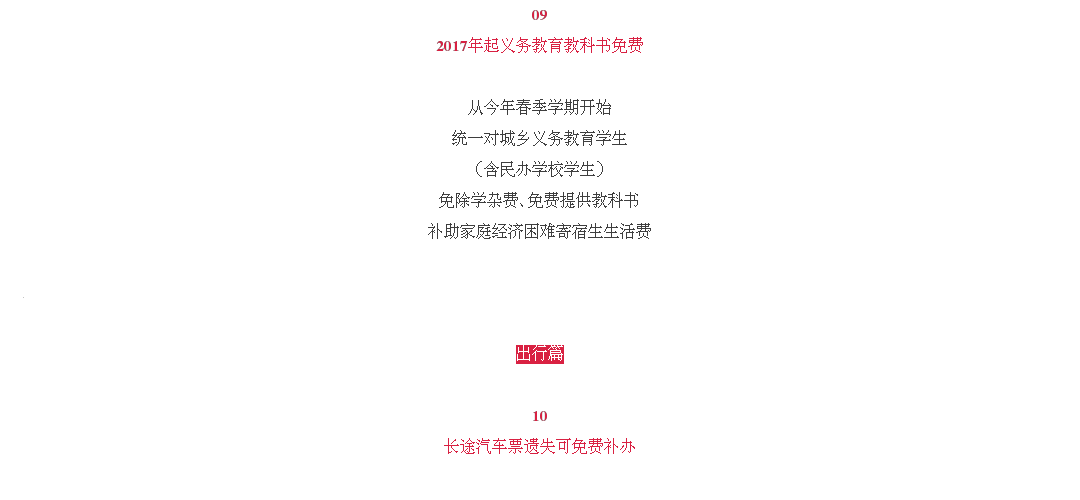 09
2017年起义务教育教科书免费
从今年春季学期开始
统一对城乡义务教育学生
（含民办学校学生）
免除学杂费、免费提供教科书
补助家庭经济困难寄宿生生活费
出行篇
10
长途汽车票遗失可免费补办